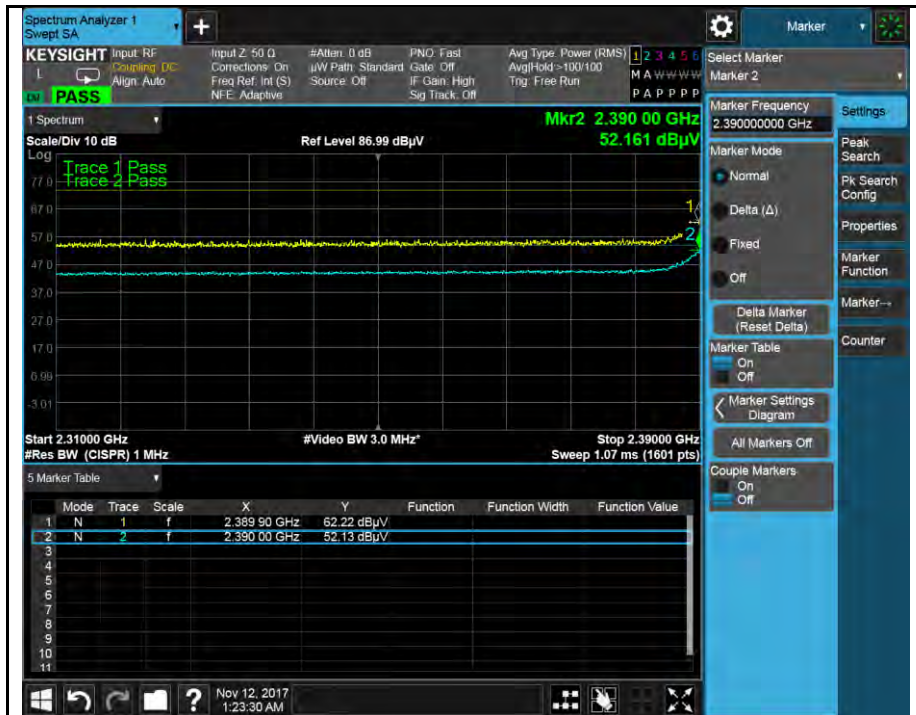 Spectrum Analyzer 1
Swept SA
+
Marker
KEYSIGHT
L
PASS
Input: RF
Coupling: DC
Align: Auto
Input Z: 50 Ω
Corrections: On
Freq Ref: Int (S)
NFE: Adaptive
#Atten: 0 dB
µW Path: Standard
Source: Off
PNO: Fast
Gate: Off
IF Gain: High
Sig Track: Off
Avg Type: Power (RMS)
Avg|Hold:>100/100
Trig: Free Run
1 2 3 4 5 6
M A W W W W
P A P P P P
Select Marker
Marker 2
1 Spectrum
Scale/Div 10 dB
Ref Level 86.99 dBµV
Mkr2 2.390 00 GHz
52.161 dBµV
Log
Trace 1 Pass
Trace 2 Pass
77.0
67.0
57.0
47.0
37.0
27.0
17.0
6.99
-3.01
1
2
Start 2.31000 GHz
#Video BW 3.0 MHz*
Stop 2.39000 GHz
#Res BW (CISPR) 1 MHz
Sweep 1.07 ms (1601 pts)
5 Marker Table
Mode Trace Scale X Y Function Function Width Function Value
1 N 1 f 2.389 90 GHz 62.22 dBµV
2 N 2 f 2.390 00 GHz 52.13 dBµV
3
4
5
6
7
8
9
10
11
Marker Frequency
2.390000000 GHz
Marker Mode
Normal
Delta (Δ)
Fixed
Off
Delta Marker
(Reset Delta)
Marker Table
On
Off
Marker Settings
Diagram
All Markers Off
Couple Markers
On
Off
Settings
Peak
Search
Pk Search
Config
Properties
Marker
Function
Marker→
Counter
?
Nov 12, 2017
1:23:30 AM